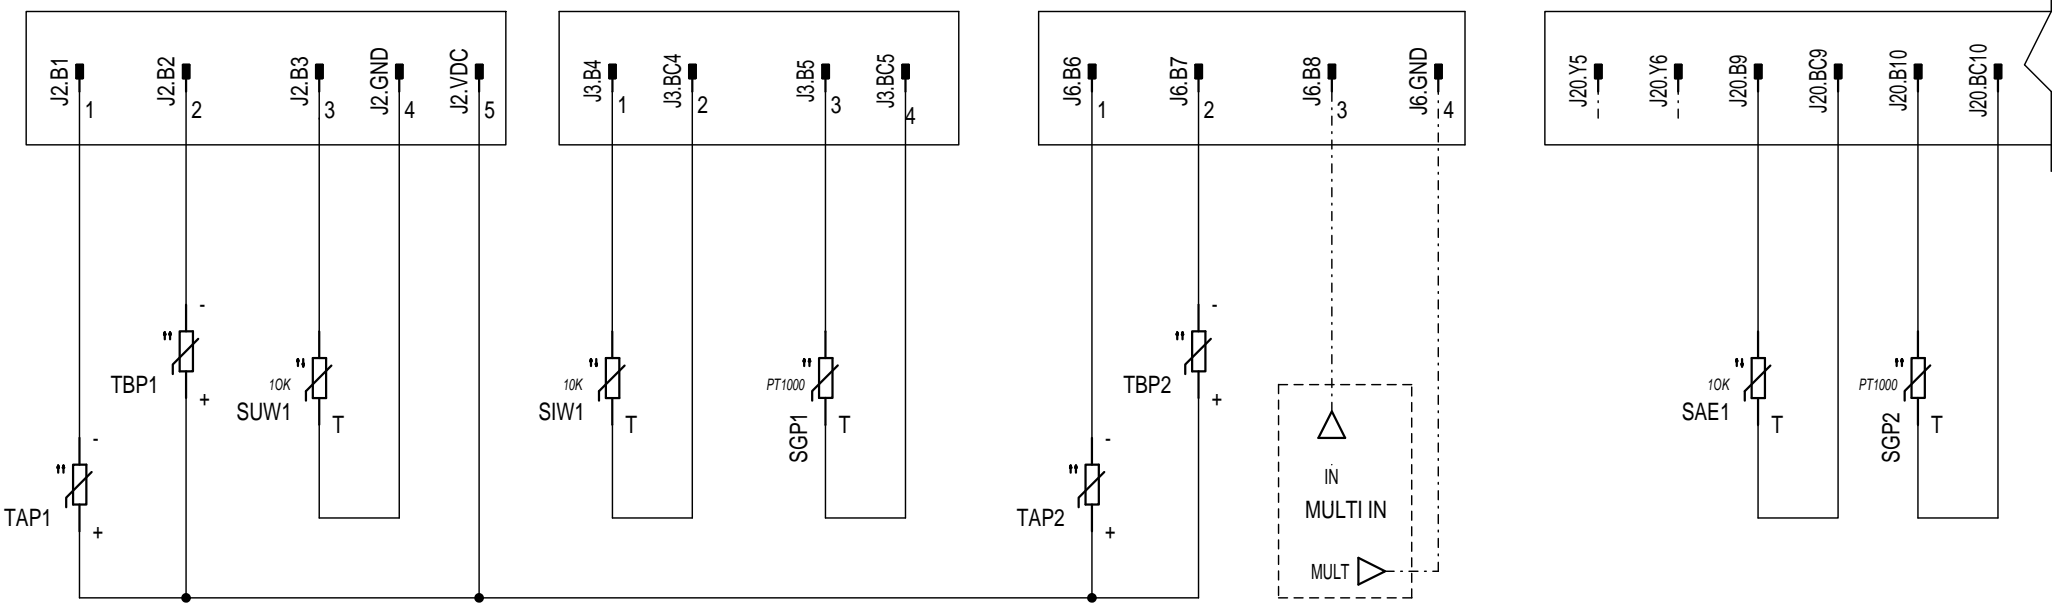 J2.B1
J2.B2
J2.B3
J2.GND
J2.VDC
J3.B4
J3.BC4
J3.B5
J3.BC5
J6.B6
J6.B7
J6.B8
J6.GND
J20.Y5
J20.Y6
J20.B9
J20.BC9
J20.B10
J20.BC10
1
2
3
4
5
1
2
3
4
1
2
3
4
-
TBP1
+
10K
SUW1
T
10K
SIW1
T
PT1000
SGP1
T
-
TBP2
+
10K
SAE1
T
PT1000
SGP2
T
-
TAP1
+
-
TAP2
+
IN
MULTI IN
MULT